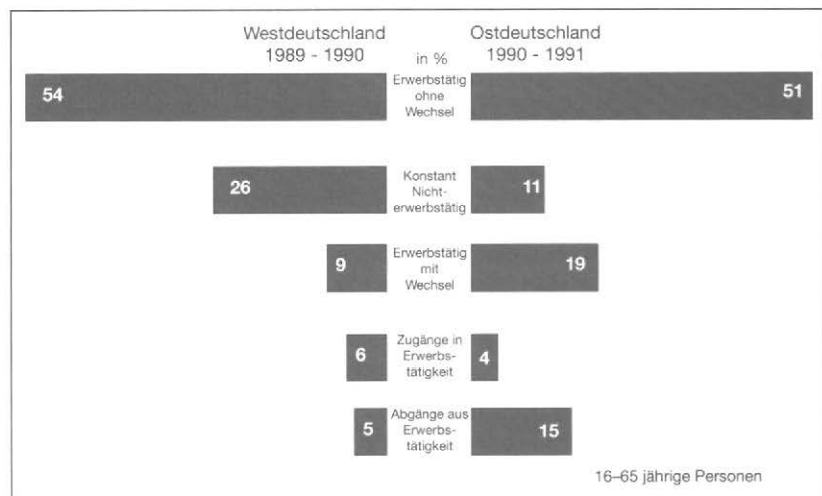 Westdeutschland
1989 - 1990
in %
Ostdeutschland
1990 - 1991
54
Erwerbstätig
ohne
Wechsel
51
26
Konstant
Nicht-
erwerbstätig
11
9
Erwerbstätig
mit
Wechsel
19
6
Zugänge in
Erwerbs-
tätigkeit
4
5
Abgänge aus
Erwerbs-
tätigkeit
15
16–65 jährige Personen